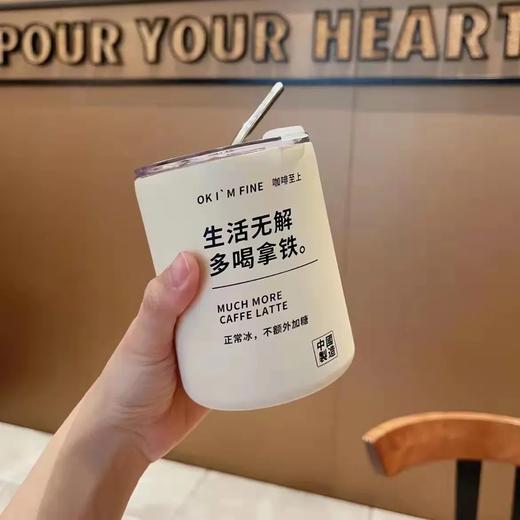 POUR YOUR HEART
OK I`M FINE 咖啡至上
生活无解
多喝拿铁。
MUCH MORE
CAFFE LATTE
正常冰，不额外加糖
中國
製造